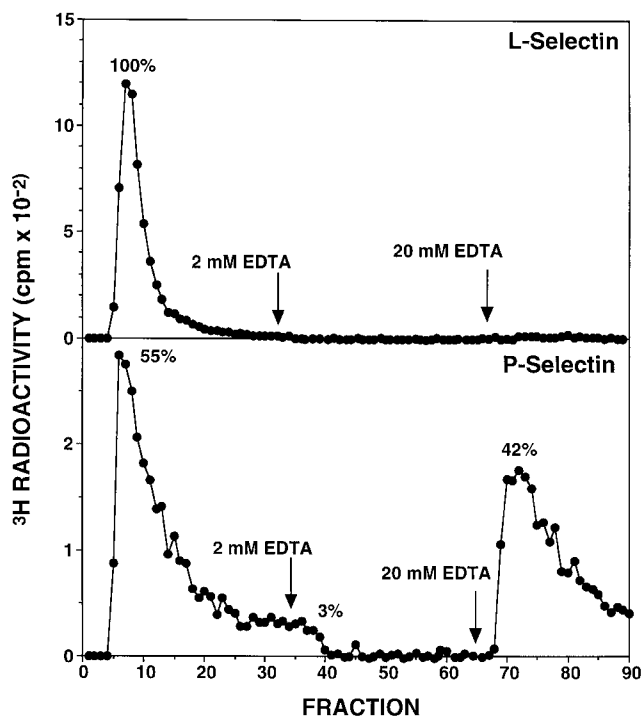 15
L-Selectin
100%
10
2 mM EDTA
20 mM EDTA
5
0
P-Selectin
55%
42%
2
2 mM EDTA
20 mM EDTA
1
3%
0
0 10 20 30 40 50 60 70 80 90
FRACTION
³H RADIOACTIVITY (cpm x 10⁻²)